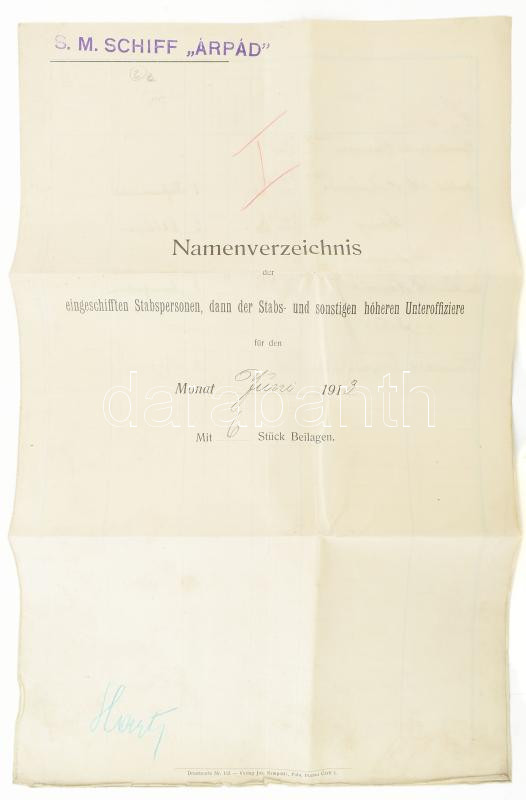 S. M. SCHIFF „ÁRPÁD”
I
Namenverzeichnis
der
eingeschifften Stabspersonen, dann der Stabs- und sonstigen höheren Unteroffiziere
für den
Monat Juni 1913
darabanth
Mit 6 Stück Beilagen.